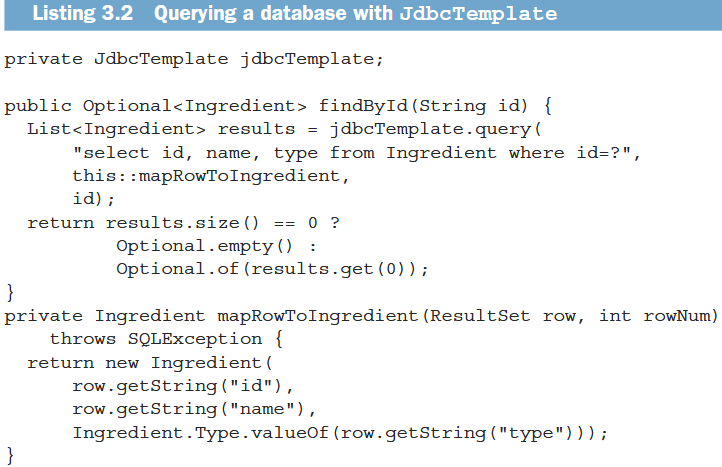 Listing 3.2 Querying a database with JdbcTemplate
private JdbcTemplate jdbcTemplate;
public Optional<Ingredient> findById(String id) {
List<Ingredient> results = jdbcTemplate.query(
"select id, name, type from Ingredient where id=?",
this::mapRowToIngredient,
id);
return results.size() == 0 ?
Optional.empty() :
Optional.of(results.get(0));
}
private Ingredient mapRowToIngredient(ResultSet row, int rowNum)
throws SQLException {
return new Ingredient(
row.getString("id"),
row.getString("name"),
Ingredient.Type.valueOf(row.getString("type")));
}